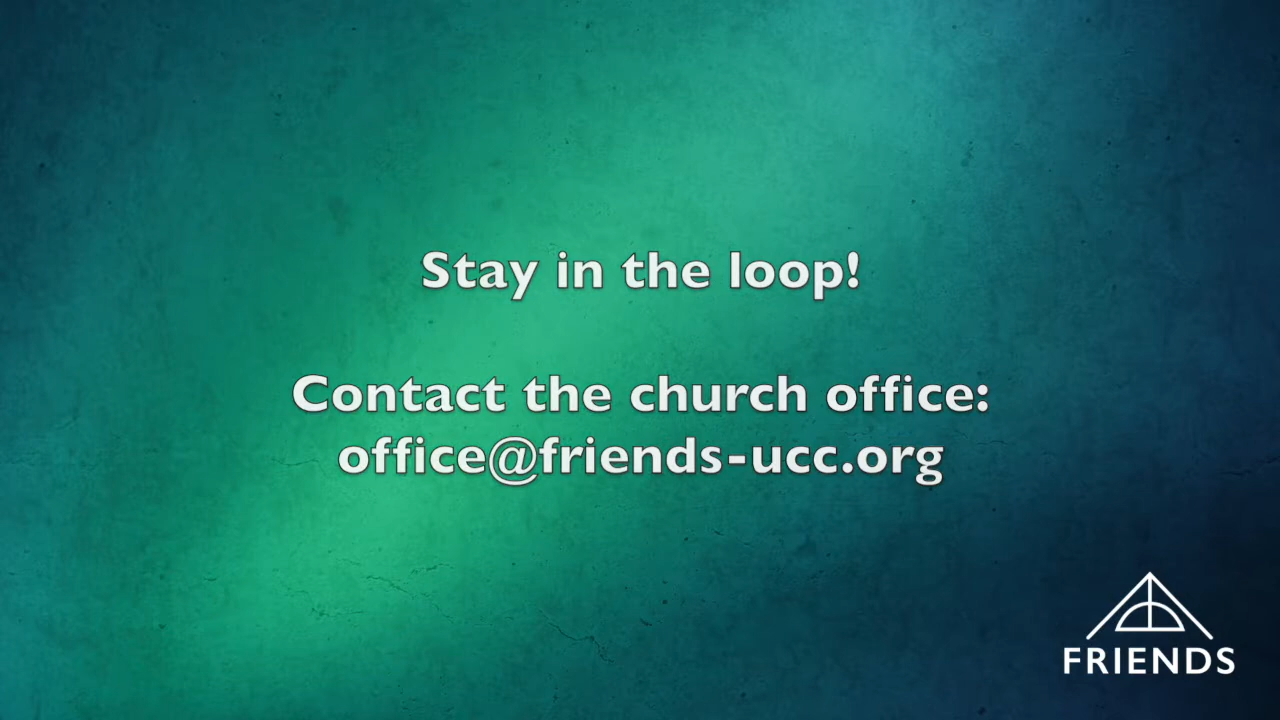 Stay in the loop!
Contact the church office:
office@friends-ucc.org
FRIENDS